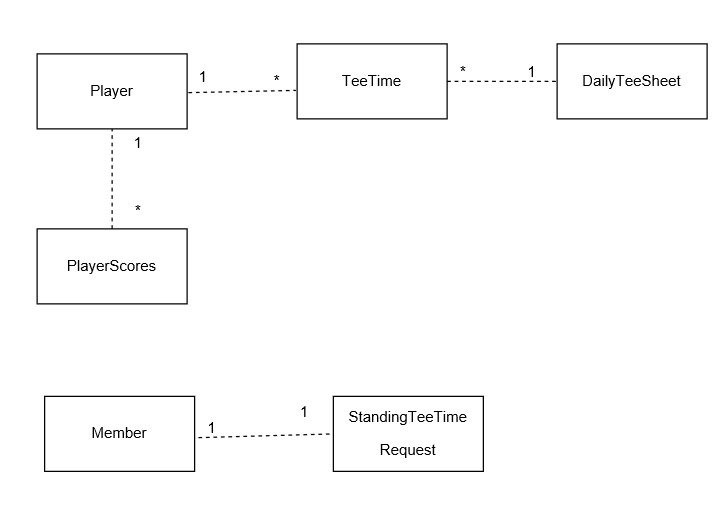 Player
1
*
TeeTime
*
1
DailyTeeSheet
1
*
PlayerScores
Member
1
1
StandingTeeTime
Request